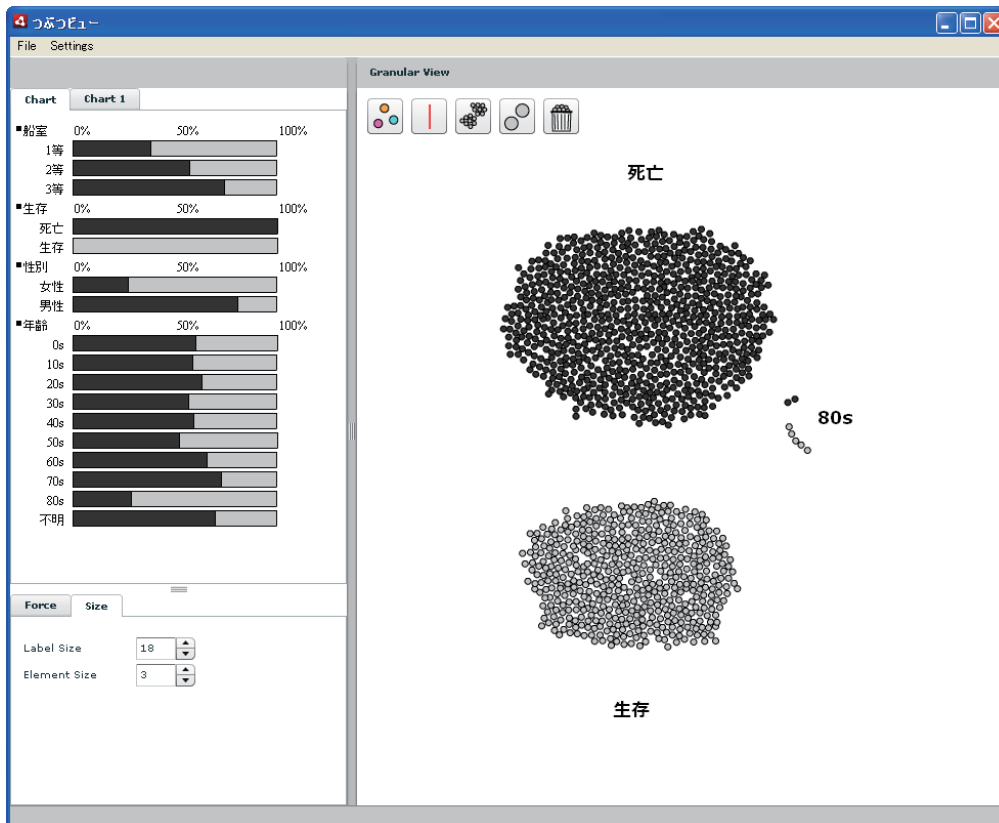 つぶつビュー
File Settings
Granular View
Chart Chart 1
■船室 0% 50% 100%
1等
2等
3等
■生存 0% 50% 100%
死亡
生存
■性別 0% 50% 100%
女性
男性
■年齢 0% 50% 100%
0s
10s
20s
30s
40s
50s
60s
70s
80s
不明
Force Size
Label Size 18
Element Size 3
死亡
80s
生存